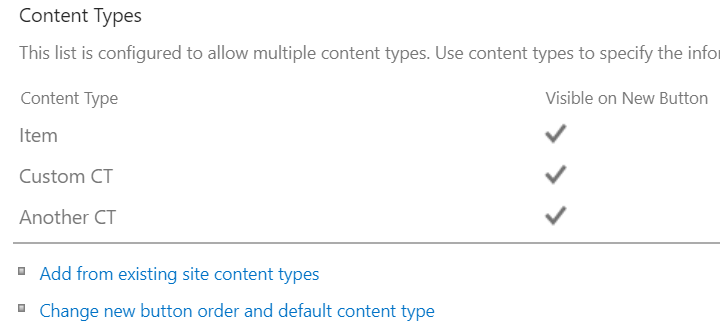 Content Types
This list is configured to allow multiple content types. Use content types to specify the
Content Type Visible on New Button
Item
Custom CT
Another CT
Add from existing site content types
Change new button order and default content type